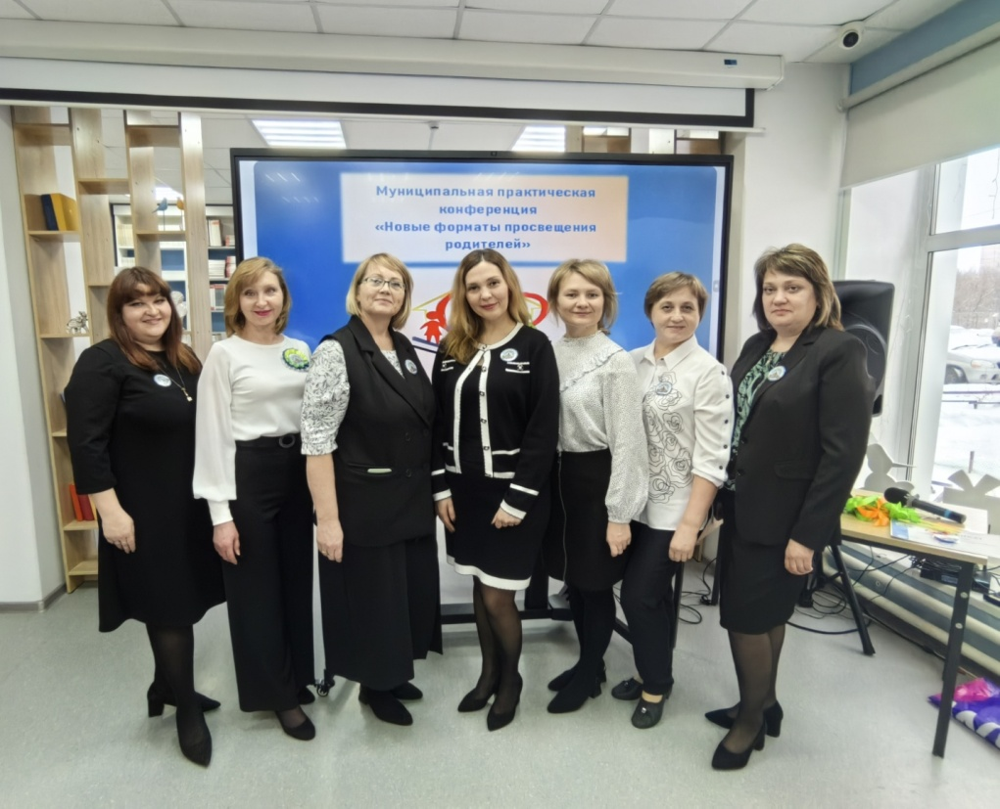 Муниципальная практическая
конференция
«Новые форматы просвещения
родителей»